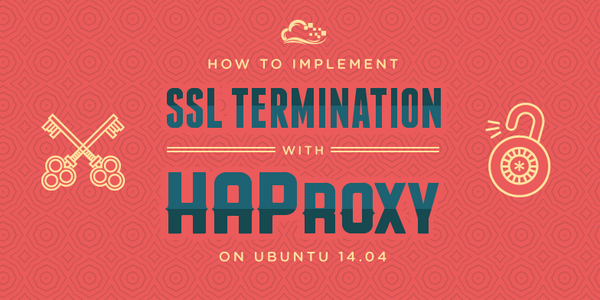 HOW TO IMPLEMENT
SSL TERMINATION
WITH
HAPROXY
ON UBUNTU 14.04